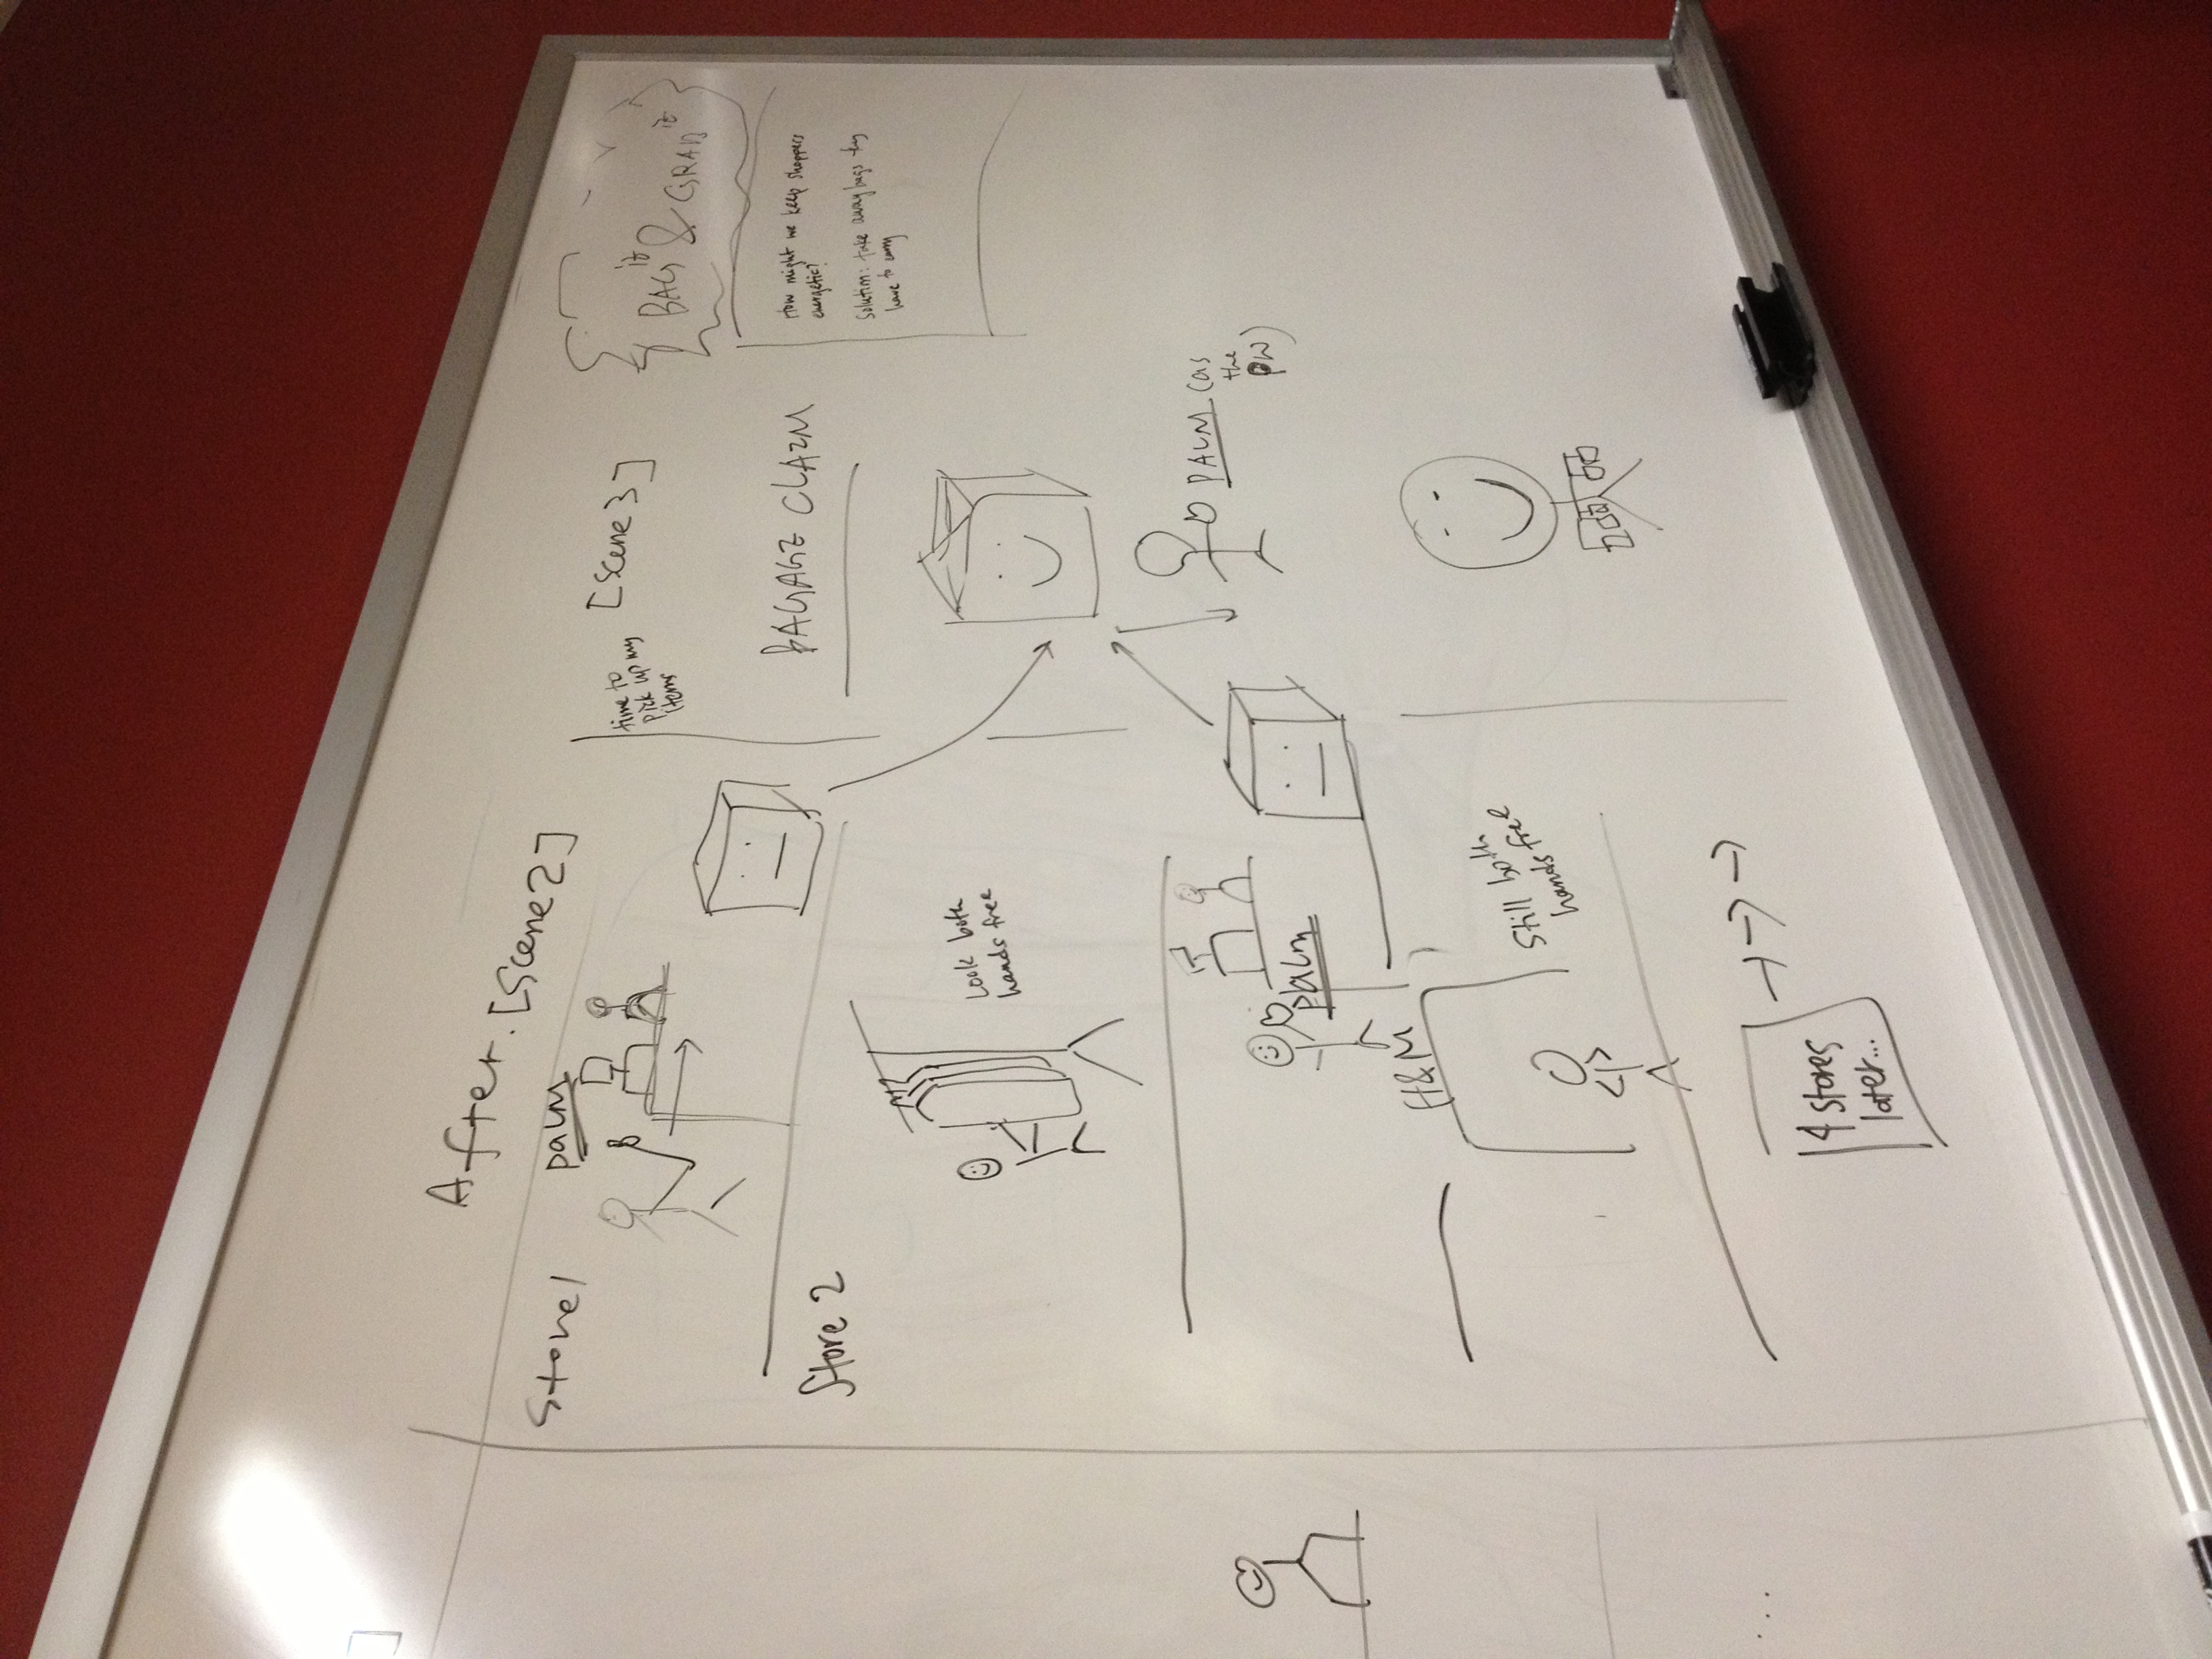 After. [Scene 2]
Store 1
palm
Store 2
Look both
hands free
palm
H&M
Still both
hands free
4 stores
later...
time to
pick up my
items
[Scene 3]
BAGAGE CLAIM
PALM (as
the
PW)
BAG it & GRAB it
How might we keep shoppers
energetic?
Solution: take away bags they
have to carry